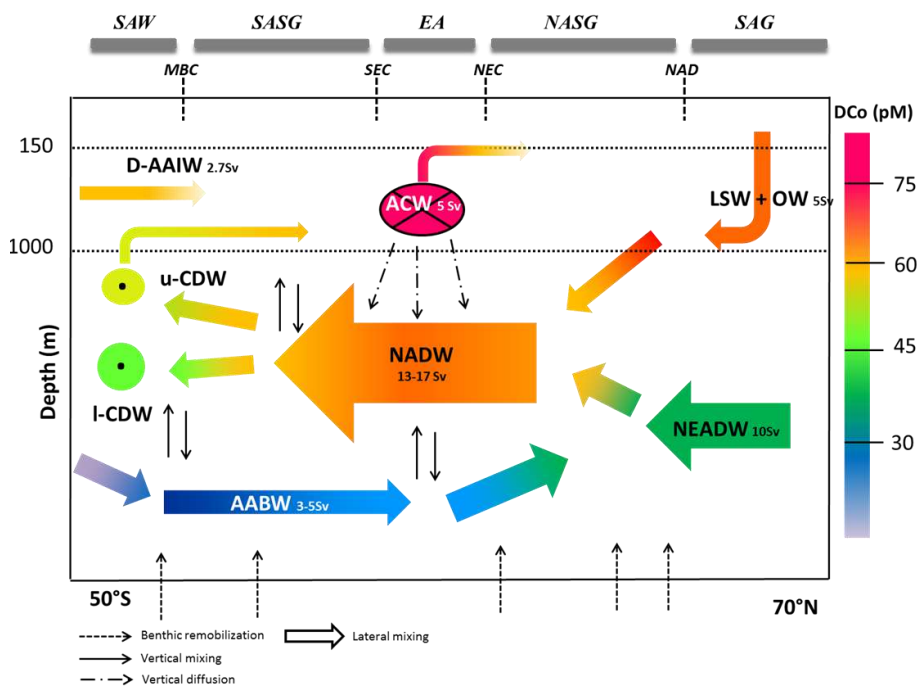 SAW SASG EA NASG SAG
MBC SEC NEC NAD
DCo (pM)
150
D-AAIW 2.7Sv
ACW 5 Sv
LSW + OW 5Sv
75
1000
60
u-CDW
Depth (m)
NADW
13-17 Sv
45
l-CDW
NEADW 10Sv
30
AABW 3-5Sv
50°S
70°N
Benthic remobilization
Lateral mixing
Vertical mixing
Vertical diffusion